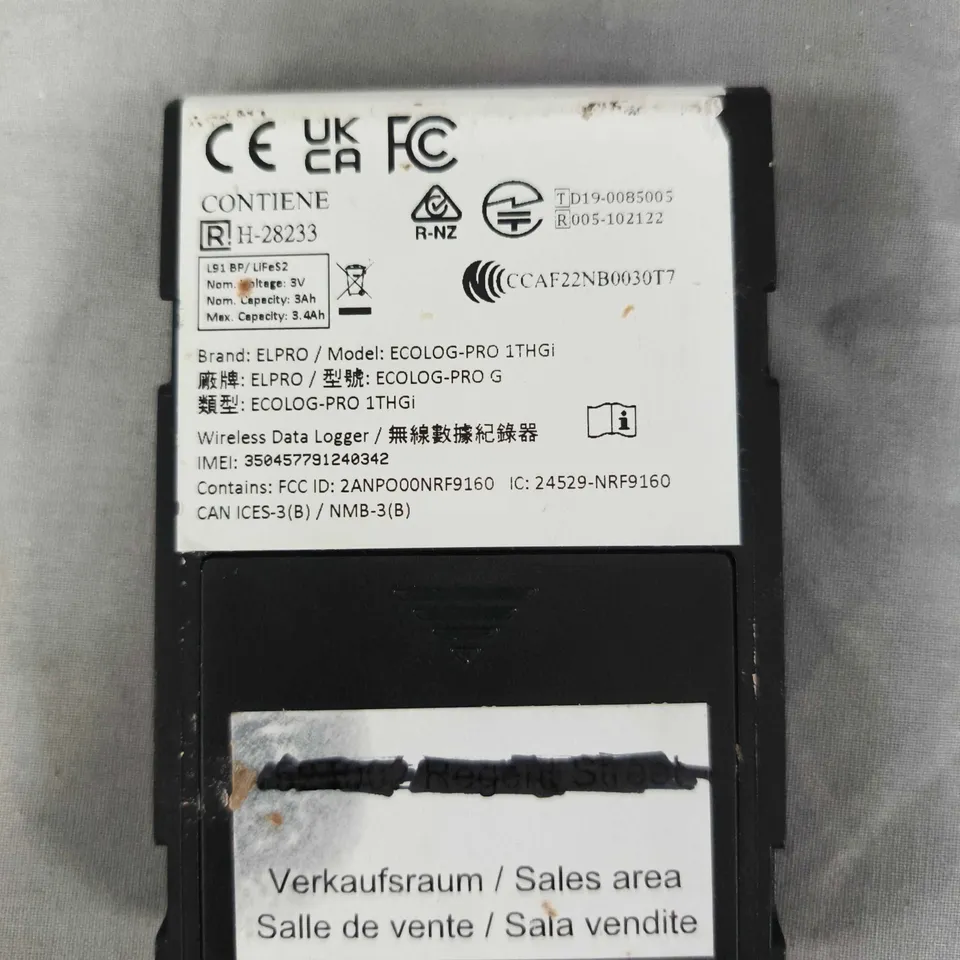 CE UK CA FC
CONTIENE
R-NZ
T D19-0085005
R! H-28233
R 005-102122
L91 BP/ LiFeS2
Nom. Voltage: 3V
Nom. Capacity: 3Ah
Max. Capacity: 3.4Ah
CCAF22NB0030T7
Brand: ELPRO / Model: ECOLOG-PRO 1THGi
廠牌: ELPRO / 型號: ECOLOG-PRO G
類型: ECOLOG-PRO 1THGi
Wireless Data Logger / 無線數據紀錄器
IMEI: 350457791240342
Contains: FCC ID: 2ANPO00NRF9160 IC: 24529-NRF9160
CAN ICES-3(B) / NMB-3(B)
Regent Street
Verkaufsraum / Sales area
Salle de vente / Sala vendite